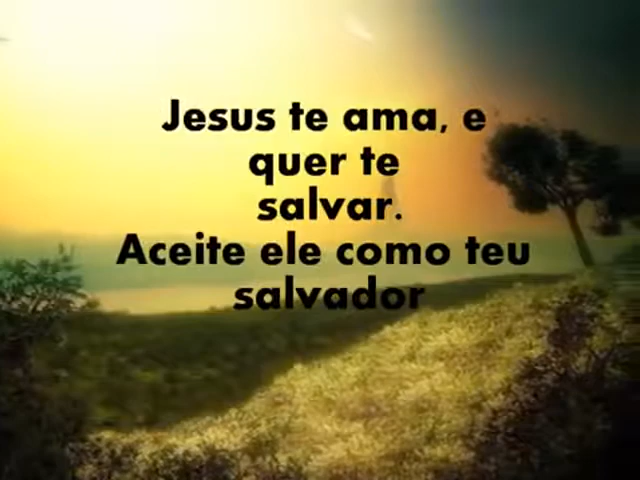 Jesus te ama, e
quer te
salvar.
Aceite ele como teu
salvador